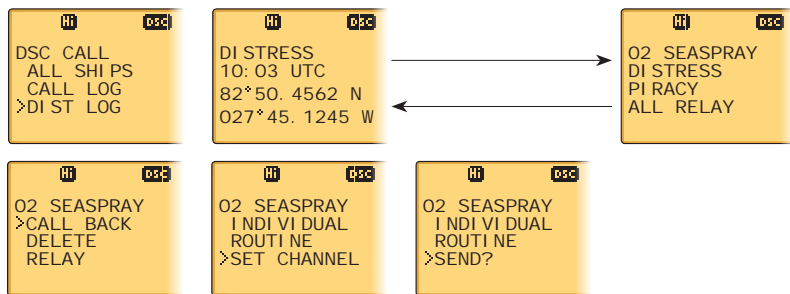 Hi DSC
DSC CALL
ALL SHIPS
CALL LOG
>DIST LOG
Hi DSC
DISTRESS
10:03 UTC
82°50.4562 N
027°45.1245 W
Hi DSC
02 SEASPRAY
DISTRESS
PIRACY
ALL RELAY
Hi DSC
02 SEASPRAY
>CALL BACK
DELETE
RELAY
Hi DSC
02 SEASPRAY
INDIVIDUAL
ROUTINE
>SET CHANNEL
Hi DSC
02 SEASPRAY
INDIVIDUAL
ROUTINE
>SEND?